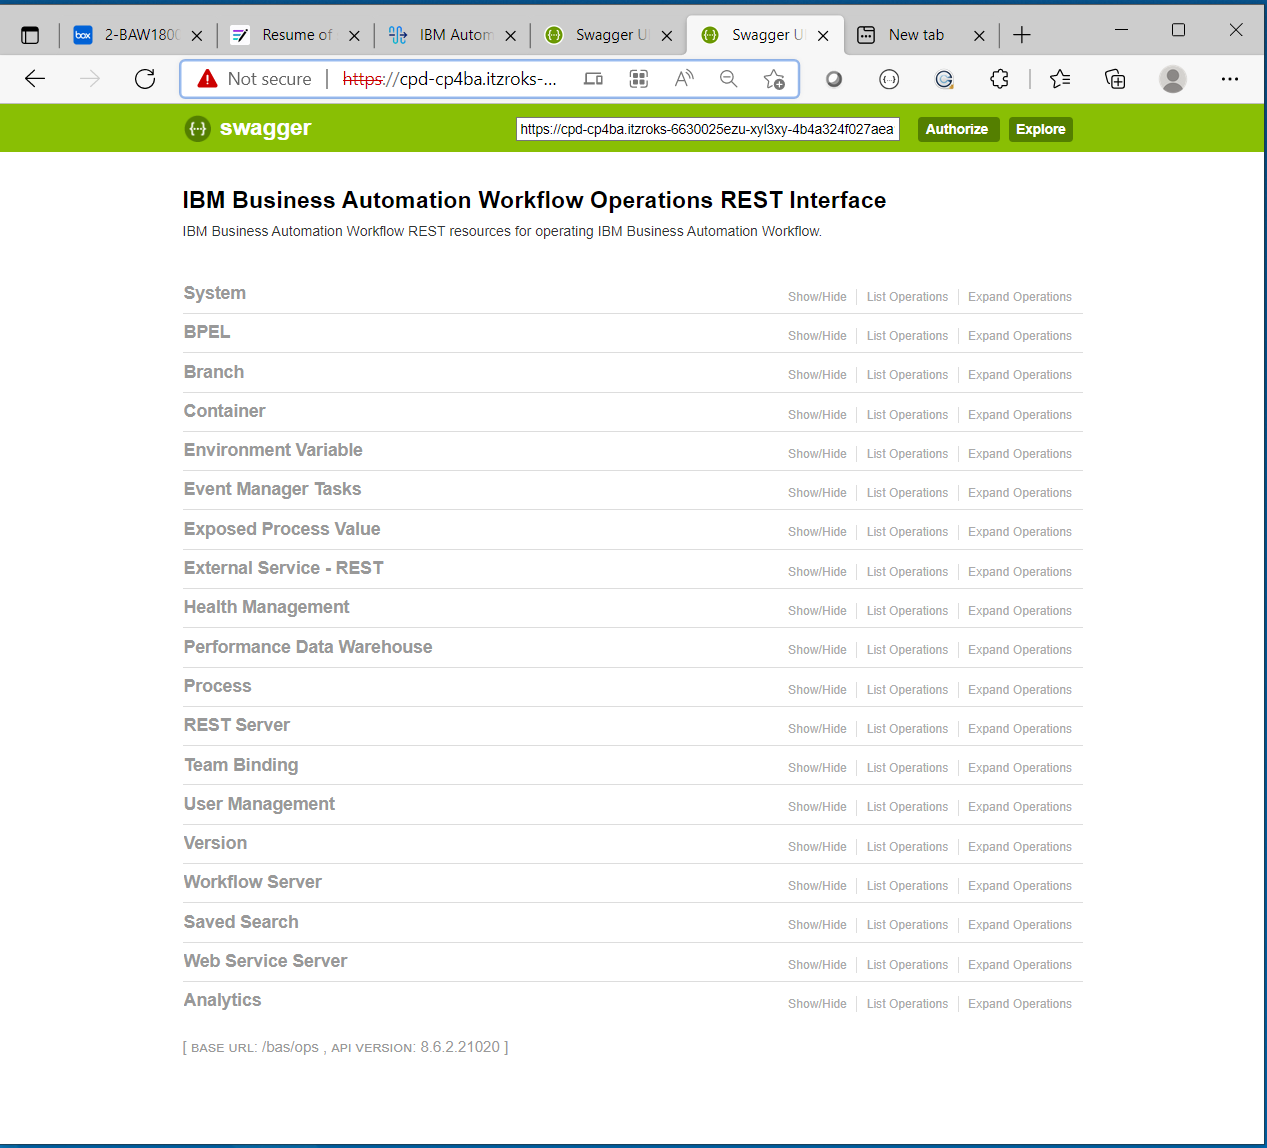 2-BAW180 Resume of IBM Autom Swagger U Swagger U New tab
Not secure https://cpd-cp4ba.itzroks-...
swagger https://cpd-cp4ba.itzroks-6630025ezu-xyl3xy-4b4a324f027aea Authorize Explore
IBM Business Automation Workflow Operations REST Interface
IBM Business Automation Workflow REST resources for operating IBM Business Automation Workflow.
System Show/Hide List Operations Expand Operations
BPEL Show/Hide List Operations Expand Operations
Branch Show/Hide List Operations Expand Operations
Container Show/Hide List Operations Expand Operations
Environment Variable Show/Hide List Operations Expand Operations
Event Manager Tasks Show/Hide List Operations Expand Operations
Exposed Process Value Show/Hide List Operations Expand Operations
External Service - REST Show/Hide List Operations Expand Operations
Health Management Show/Hide List Operations Expand Operations
Performance Data Warehouse Show/Hide List Operations Expand Operations
Process Show/Hide List Operations Expand Operations
REST Server Show/Hide List Operations Expand Operations
Team Binding Show/Hide List Operations Expand Operations
User Management Show/Hide List Operations Expand Operations
Version Show/Hide List Operations Expand Operations
Workflow Server Show/Hide List Operations Expand Operations
Saved Search Show/Hide List Operations Expand Operations
Web Service Server Show/Hide List Operations Expand Operations
Analytics Show/Hide List Operations Expand Operations
[ BASE URL: /bas/ops , API VERSION: 8.6.2.21020 ]